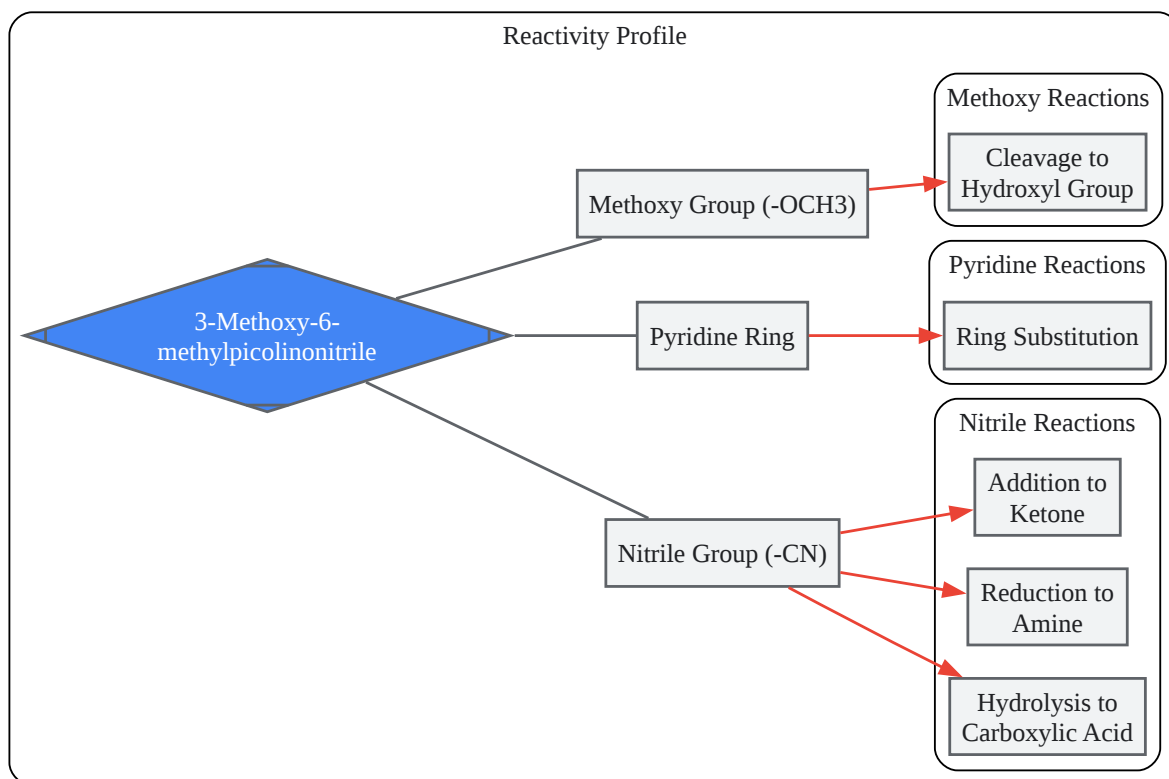 Reactivity Profile
Methoxy Reactions
Cleavage to
Hydroxyl Group
Methoxy Group (-OCH3)
Pyridine Reactions
3-Methoxy-6-
methylpicolinonitrile
Pyridine Ring
Ring Substitution
Nitrile Reactions
Addition to
Ketone
Nitrile Group (-CN)
Reduction to
Amine
Hydrolysis to
Carboxylic Acid